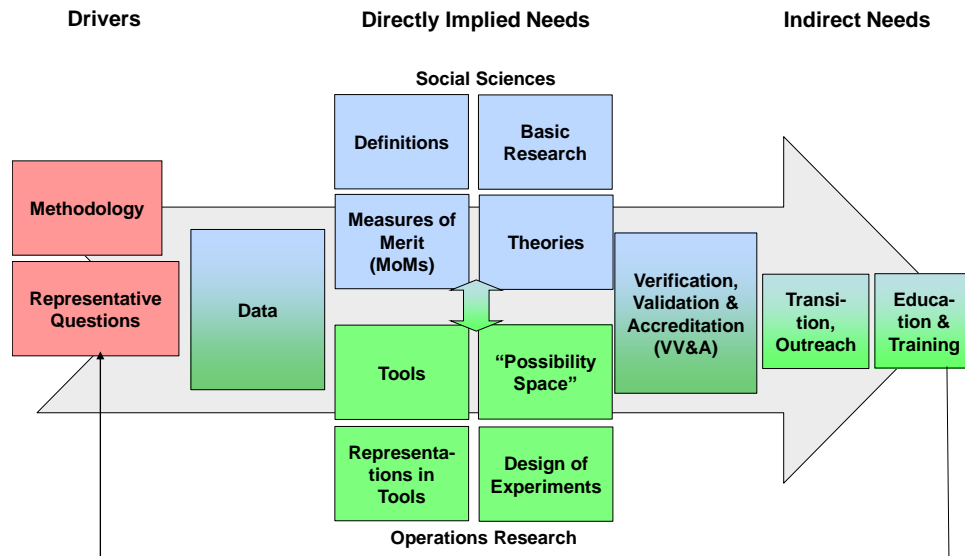 Drivers
Directly Implied Needs
Indirect Needs
Social Sciences
Definitions
Basic
Research
Methodology
Measures of
Merit
(MoMs)
Theories
Representative
Questions
Data
Verification,
Validation &
Accreditation
(VV&A)
Transi-
tion,
Outreach
Educa-
tion &
Training
Tools
“Possibility
Space”
Representa-
tions in
Tools
Design of
Experiments
Operations Research